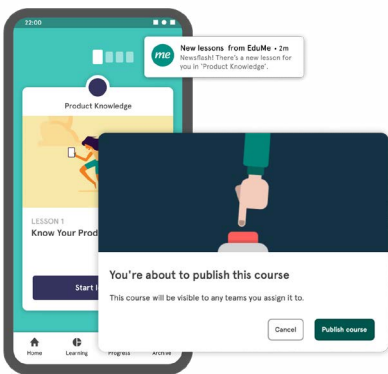 22:00
me
New lessons from EduMe • 2m
Newsflash! There's a new lesson for
you in "Product Knowledge".
Product Knowledge
LESSON 1
Know Your Prod
Start l
You're about to publish this course
This course will be visible to any teams you assign it to.
Cancel
Publish course
Home
Learning
Progress
Archive